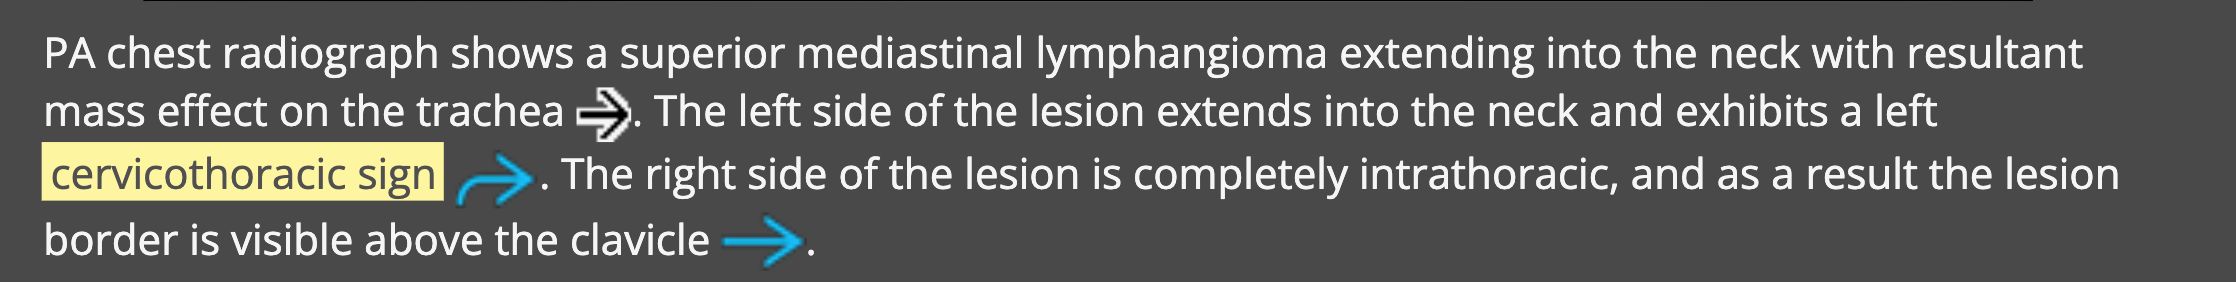 PA chest radiograph shows a superior mediastinal lymphangioma extending into the neck with resultant
mass effect on the trachea . The left side of the lesion extends into the neck and exhibits a left
cervicothoracic sign . The right side of the lesion is completely intrathoracic, and as a result the lesion
border is visible above the clavicle .